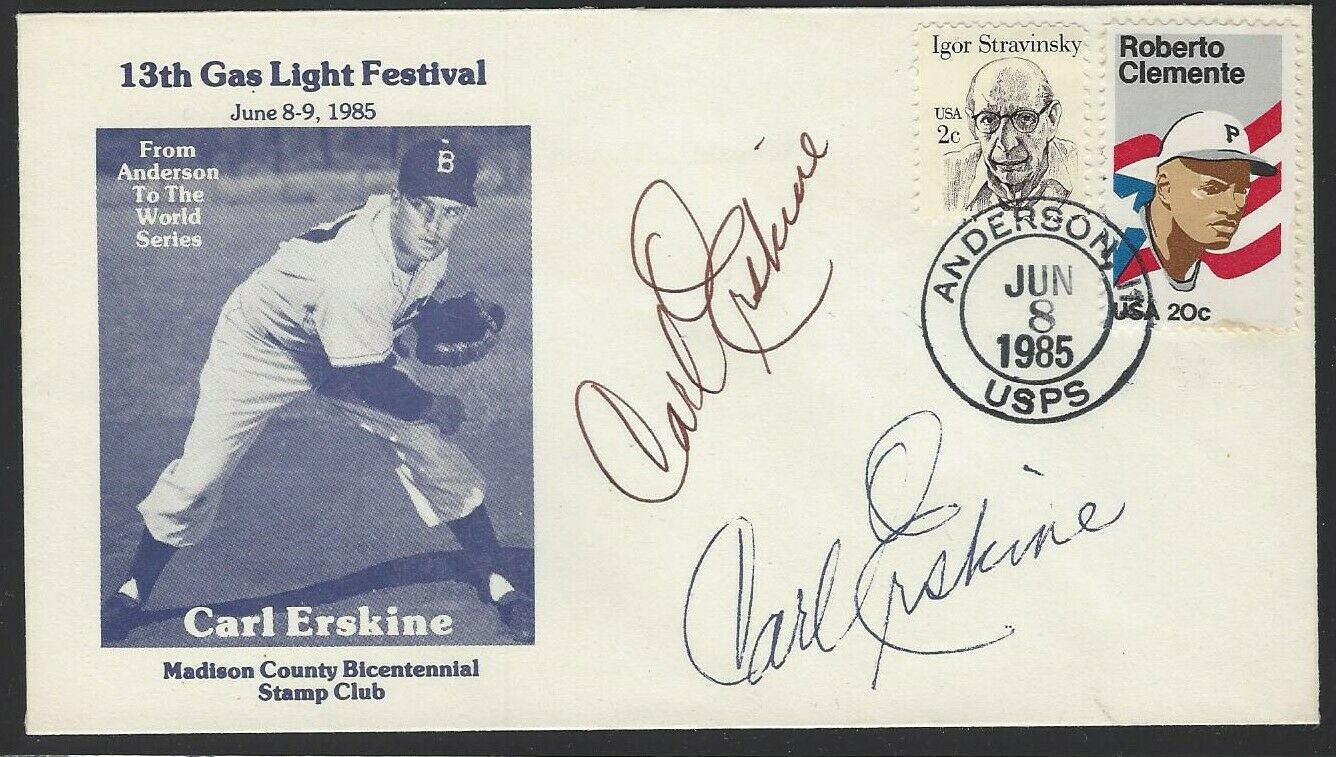 13th Gas Light Festival
June 8-9, 1985
From
Anderson
To The
World
Series
B
Carl Erskine
Madison County Bicentennial
Stamp Club
Carl Erskine
Carl Erskine
Igor Stravinsky
USA
2c
Roberto
Clemente
P
USA 20c
ANDERSON,
JUN
8
1985
USPS